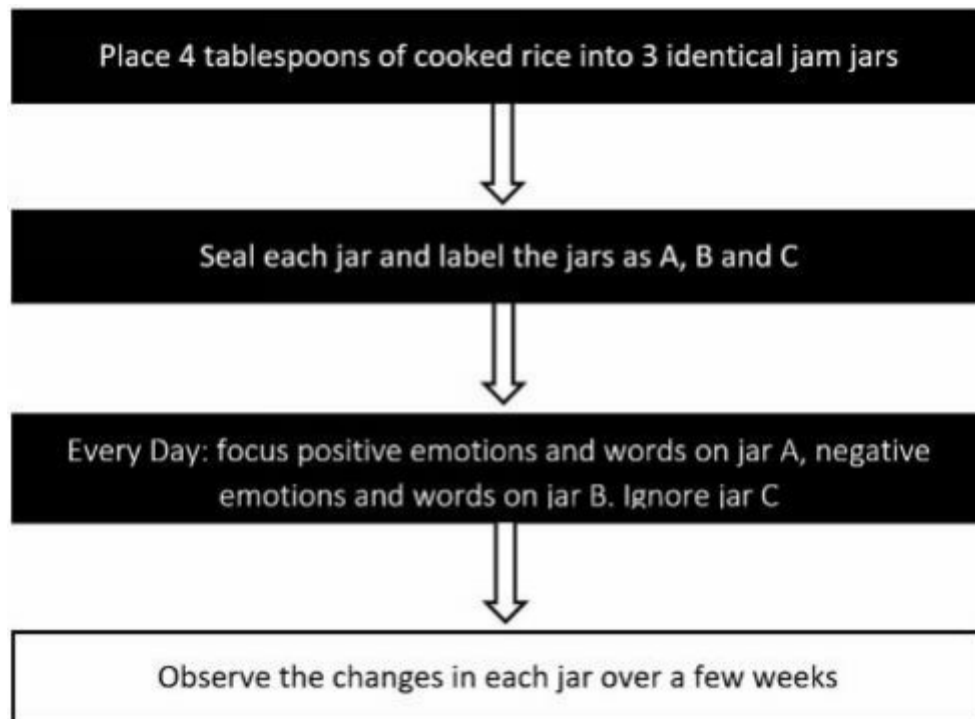 Place 4 tablespoons of cooked rice into 3 identical jam jars
Seal each jar and label the jars as A, B and C
Every Day: focus positive emotions and words on jar A, negative
emotions and words on jar B. Ignore jar C
Observe the changes in each jar over a few weeks